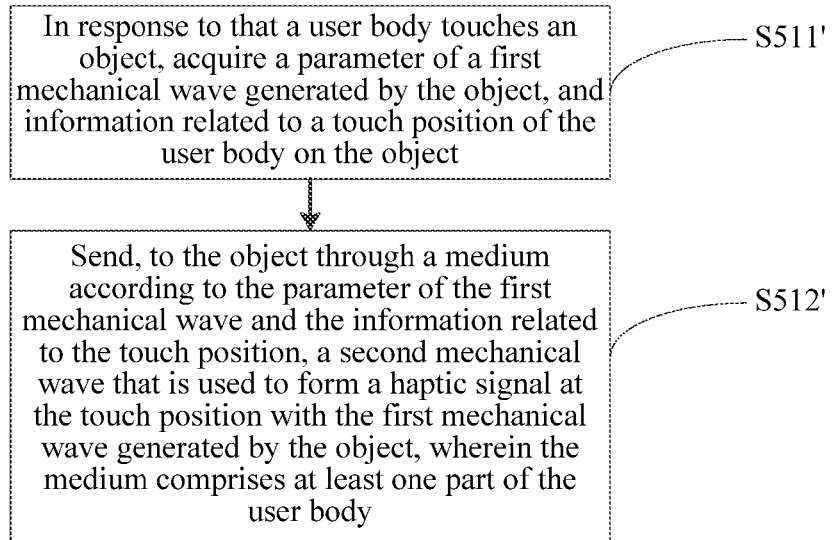 In response to that a user body touches an
object, acquire a parameter of a first
mechanical wave generated by the object, and
information related to a touch position of the
user body on the object
S511'
Send, to the object through a medium
according to the parameter of the first
mechanical wave and the information related
to the touch position, a second mechanical
wave that is used to form a haptic signal at
the touch position with the first mechanical
wave generated by the object, wherein the
medium comprises at least one part of the
user body
S512'